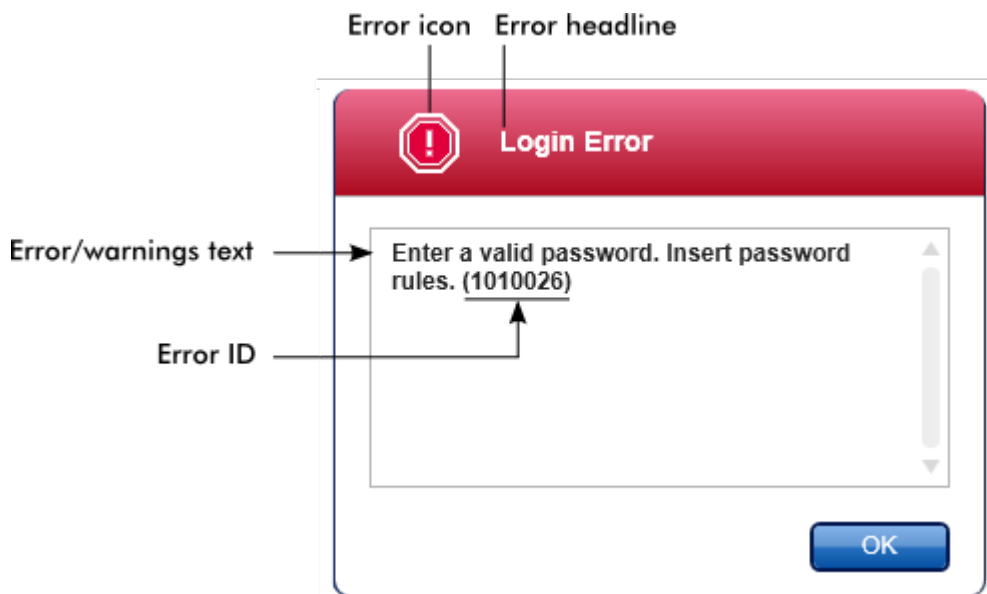 Error icon Error headline
Login Error
Error/warnings text
Enter a valid password. Insert password
rules. (1010026)
Error ID
OK